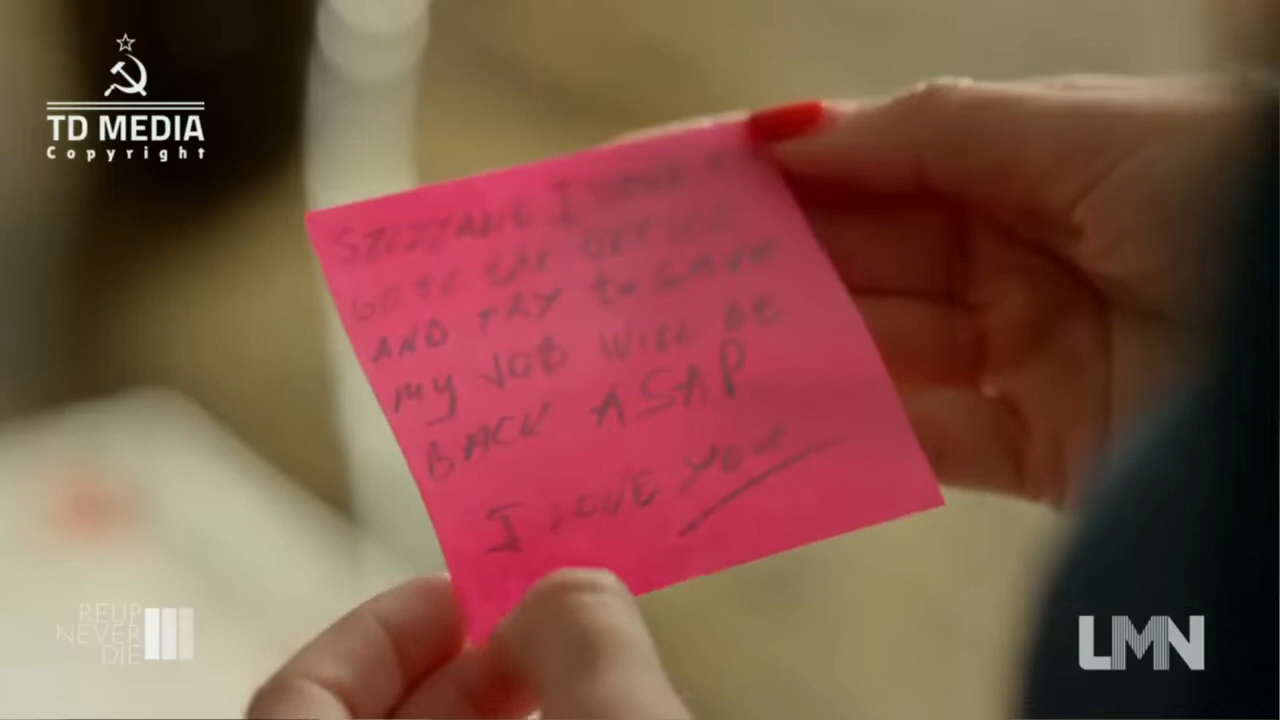 TD MEDIA
Copyright
I
AND TRY to SAVE
MY JOB WILL BE
BACK ASAP
I LOVE YOU
REUP
NEVER
DIE
LMN